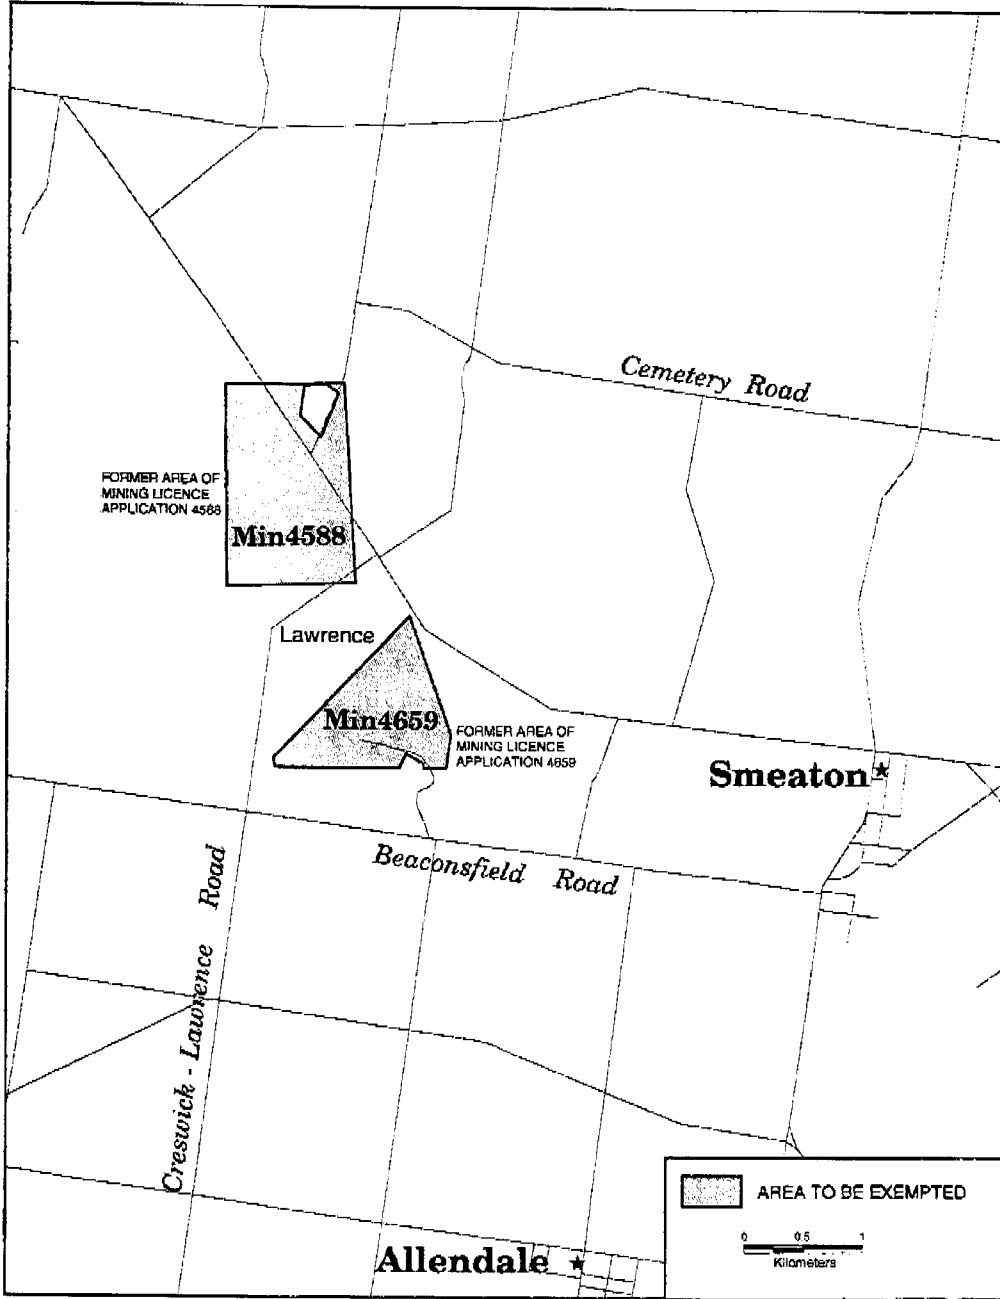 Cemetery Road
FORMER AREA OF
MINING LICENCE
APPLICATION 4588
Min4588
Lawrence
Min4659
FORMER AREA OF
MINING LICENCE
APPLICATION 4659
Smeaton
Beaconsfield Road
Creswick - Lawrence Road
AREA TO BE EXEMPTED
0 0.5 1
Kilometers
Allendale